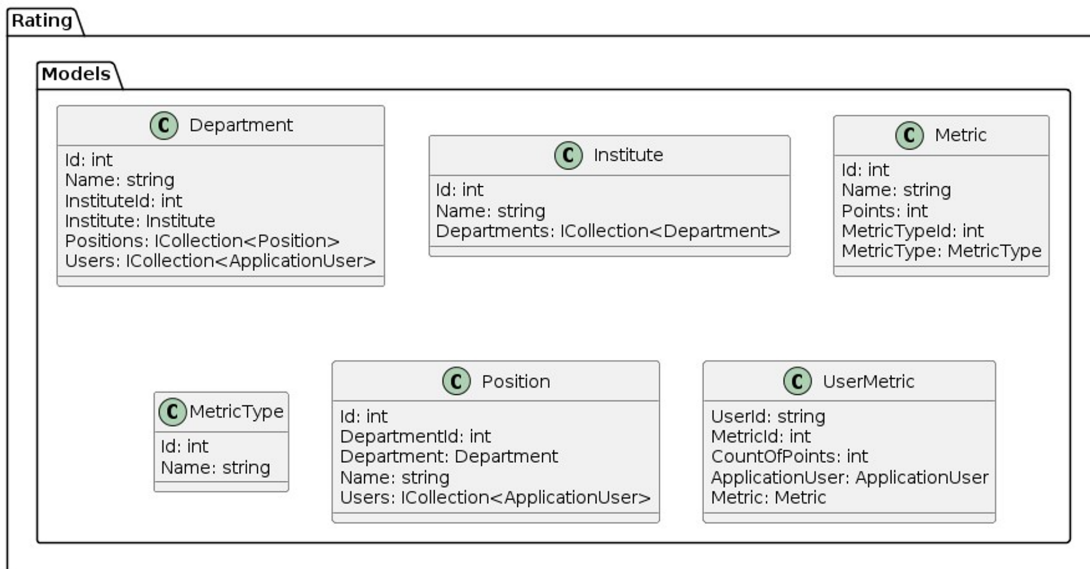 Rating
Models
C Department
Id: int
Name: string
InstituteId: int
Institute: Institute
Positions: ICollection<Position>
Users: ICollection<ApplicationUser>
C Institute
Id: int
Name: string
Departments: ICollection<Department>
C Metric
Id: int
Name: string
Points: int
MetricTypeId: int
MetricType: MetricType
C MetricType
Id: int
Name: string
C Position
Id: int
DepartmentId: int
Department: Department
Name: string
Users: ICollection<ApplicationUser>
C UserMetric
UserId: string
MetricId: int
CountOfPoints: int
ApplicationUser: ApplicationUser
Metric: Metric